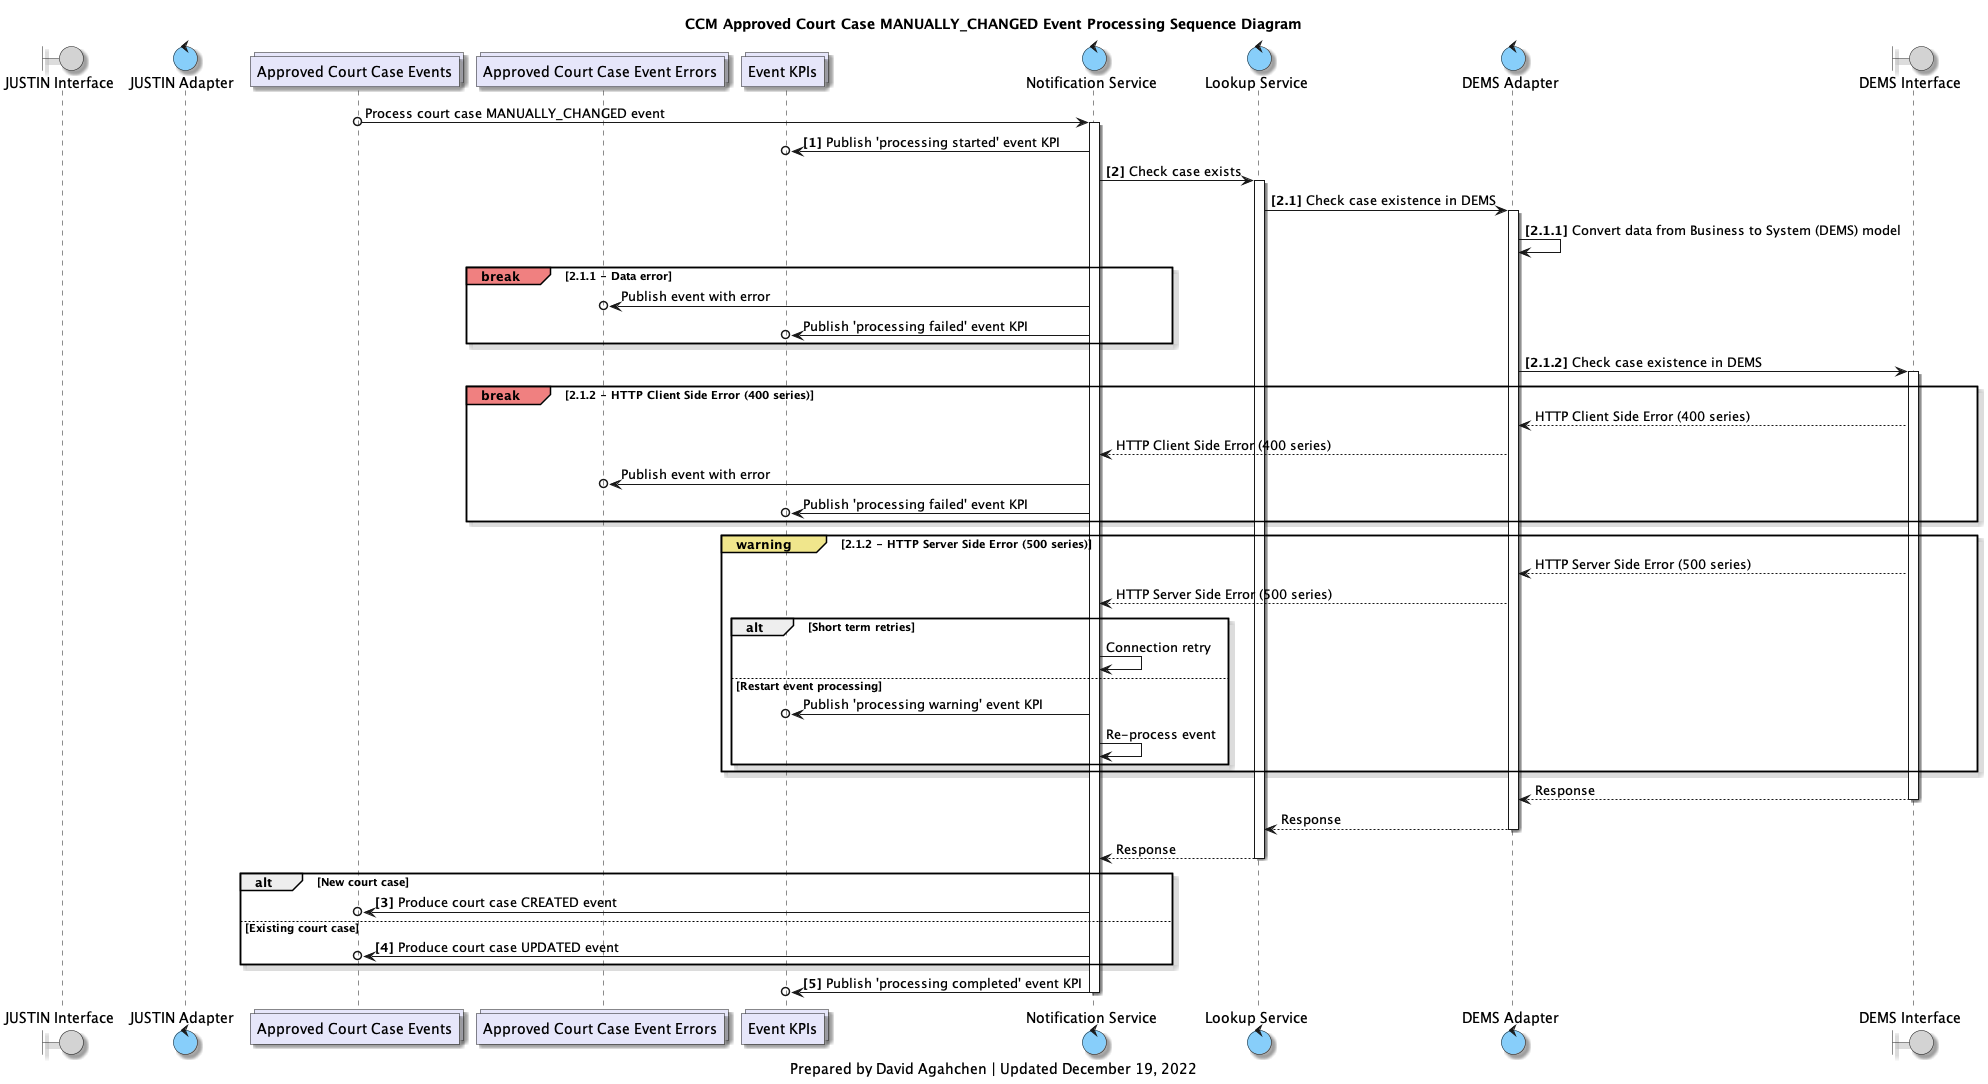 CCM Approved Court Case MANUALLY_CHANGED Event Processing Sequence Diagram
JUSTIN Interface
JUSTIN Adapter
Approved Court Case Events
Approved Court Case Event Errors
Event KPIs
Notification Service
Lookup Service
DEMS Adapter
DEMS Interface
Process court case MANUALLY_CHANGED event
[1] Publish 'processing started' event KPI
[2] Check case exists
[2.1] Check case existence in DEMS
[2.1.1] Convert data from Business to System (DEMS) model
break [2.1.1 - Data error]
Publish event with error
Publish 'processing failed' event KPI
[2.1.2] Check case existence in DEMS
break [2.1.2 - HTTP Client Side Error (400 series)]
HTTP Client Side Error (400 series)
HTTP Client Side Error (400 series)
Publish event with error
Publish 'processing failed' event KPI
warning [2.1.2 - HTTP Server Side Error (500 series)]
HTTP Server Side Error (500 series)
HTTP Server Side Error (500 series)
alt [Short term retries]
Connection retry
[Restart event processing]
Publish 'processing warning' event KPI
Re-process event
Response
Response
Response
alt [New court case]
[3] Produce court case CREATED event
[Existing court case]
[4] Produce court case UPDATED event
[5] Publish 'processing completed' event KPI
JUSTIN Interface
JUSTIN Adapter
Approved Court Case Events
Approved Court Case Event Errors
Event KPIs
Notification Service
Lookup Service
DEMS Adapter
DEMS Interface
Prepared by David Agahchen | Updated December 19, 2022